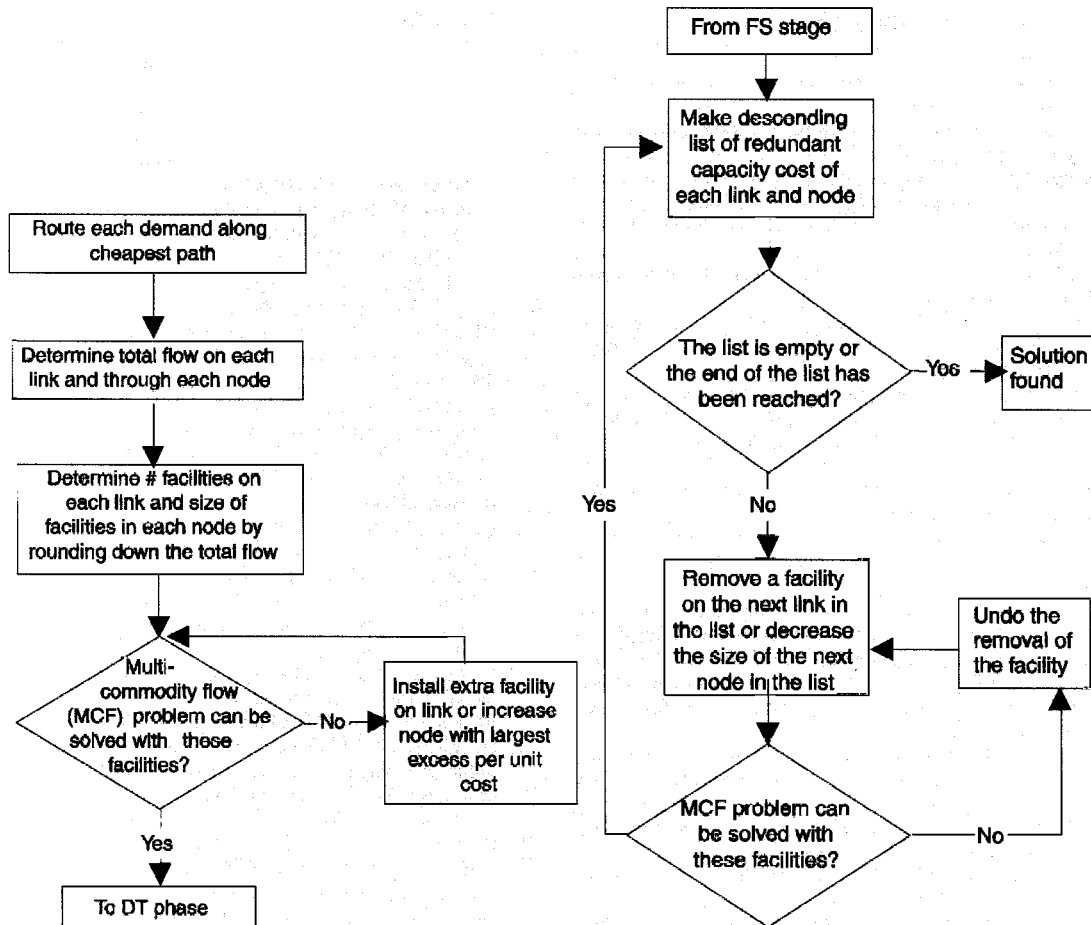 Route each demand along
cheapest path
Determine total flow on each
link and through each node
Determine # facilities on
each link and size of
facilities in each node by
rounding down the total flow
Multi-
commodity flow
(MCF) problem can be
solved with these
facilities?
No
Install extra facility
on link or increase
node with largest
excess per unit
cost
Yes
To DT phase
From FS stage
Make descending
list of redundant
capacity cost of
each link and node
The list is empty or
the end of the list has
been reached?
Yes
Solution
found
No
Remove a facility
on the next link in
the list or decrease
the size of the next
node in the list
Undo the
removal of
the facility
MCF problem can
be solved with
these facilities?
No
Yes